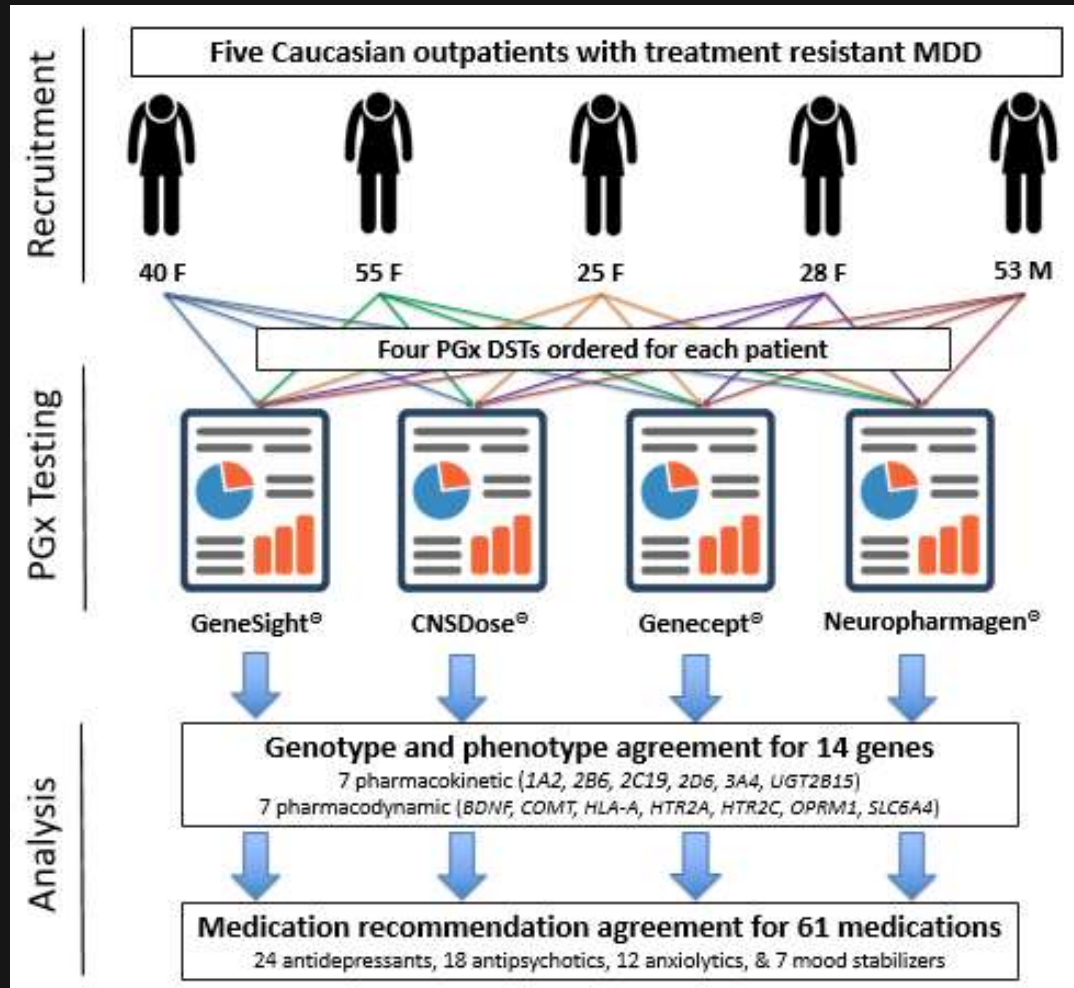 Recruitment
Five Caucasian outpatients with treatment resistant MDD
40 F
55 F
25 F
28 F
53 M
PGx Testing
Four PGx DSTs ordered for each patient
GeneSight®
CNSDose®
Genecept®
Neuropharmagen®
Analysis
Genotype and phenotype agreement for 14 genes
7 pharmacokinetic (1A2, 2B6, 2C19, 2D6, 3A4, UGT2B15)
7 pharmacodynamic (BDNF, COMT, HLA-A, HTR2A, HTR2C, OPRM1, SLC6A4)
Medication recommendation agreement for 61 medications
24 antidepressants, 18 antipsychotics, 12 anxiolytics, & 7 mood stabilizers